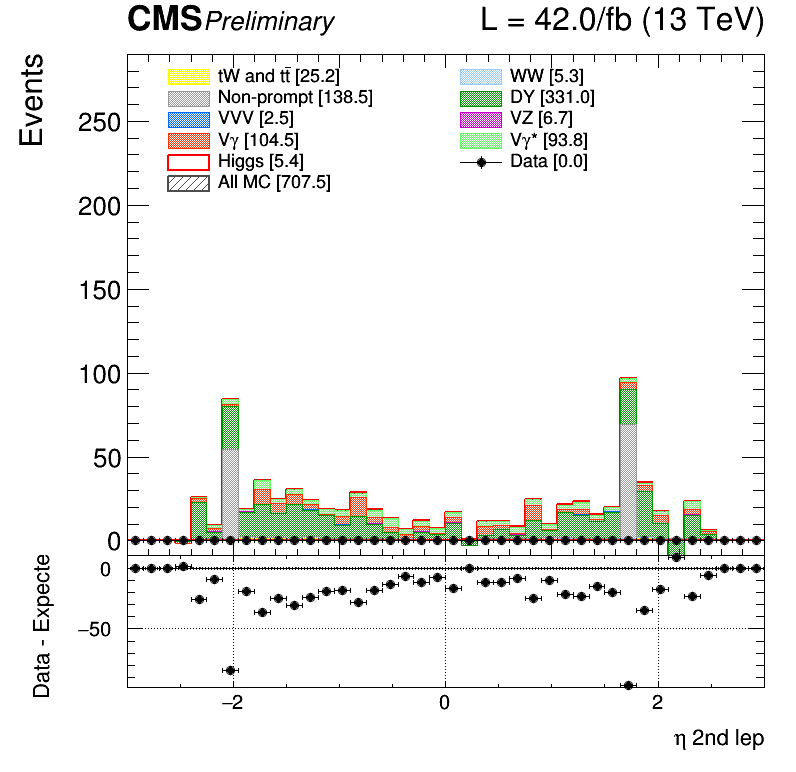 CMS Preliminary L = 42.0/fb (13 TeV)
Events
tW and tt̄ [25.2] WW [5.3]
Non-prompt [138.5] DY [331.0]
VVV [2.5] VZ [6.7]
Vγ [104.5] Vγ* [93.8]
Higgs [5.4] Data [0.0]
All MC [707.5]
250
200
150
100
50
0
Data - Expecte
0
−50
−2 0 2
η 2nd lep